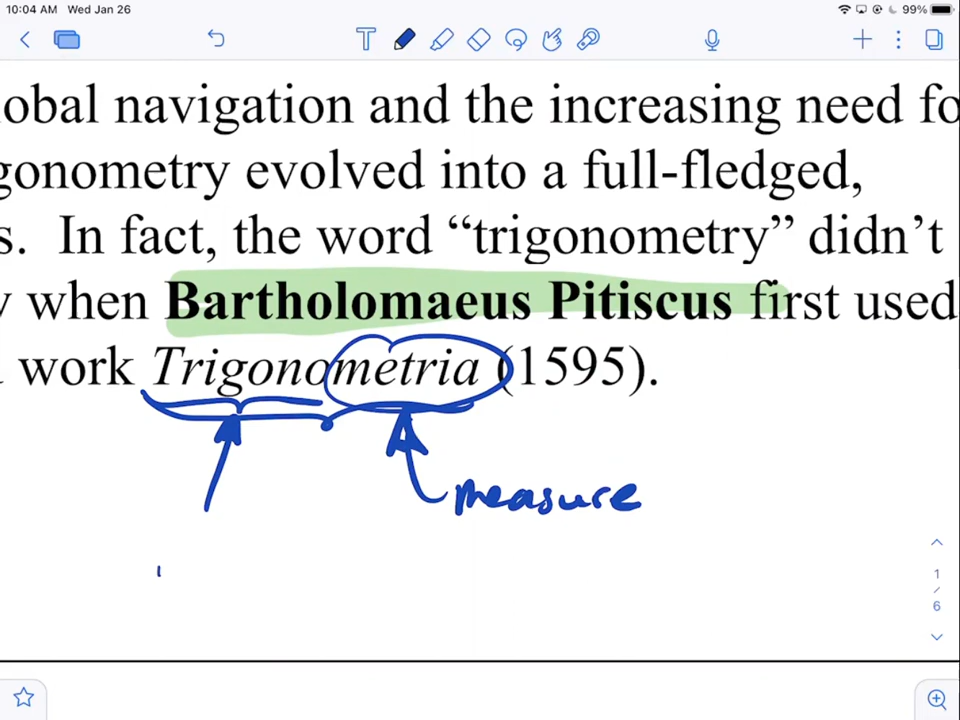 10:04 AM Wed Jan 26
99%
lobal navigation and the increasing need fo
gonometry evolved into a full-fledged,
s. In fact, the word “trigonometry” didn’t
y when Bartholomaeus Pitiscus first used
work Trigonometria (1595).
measure
1
/
6